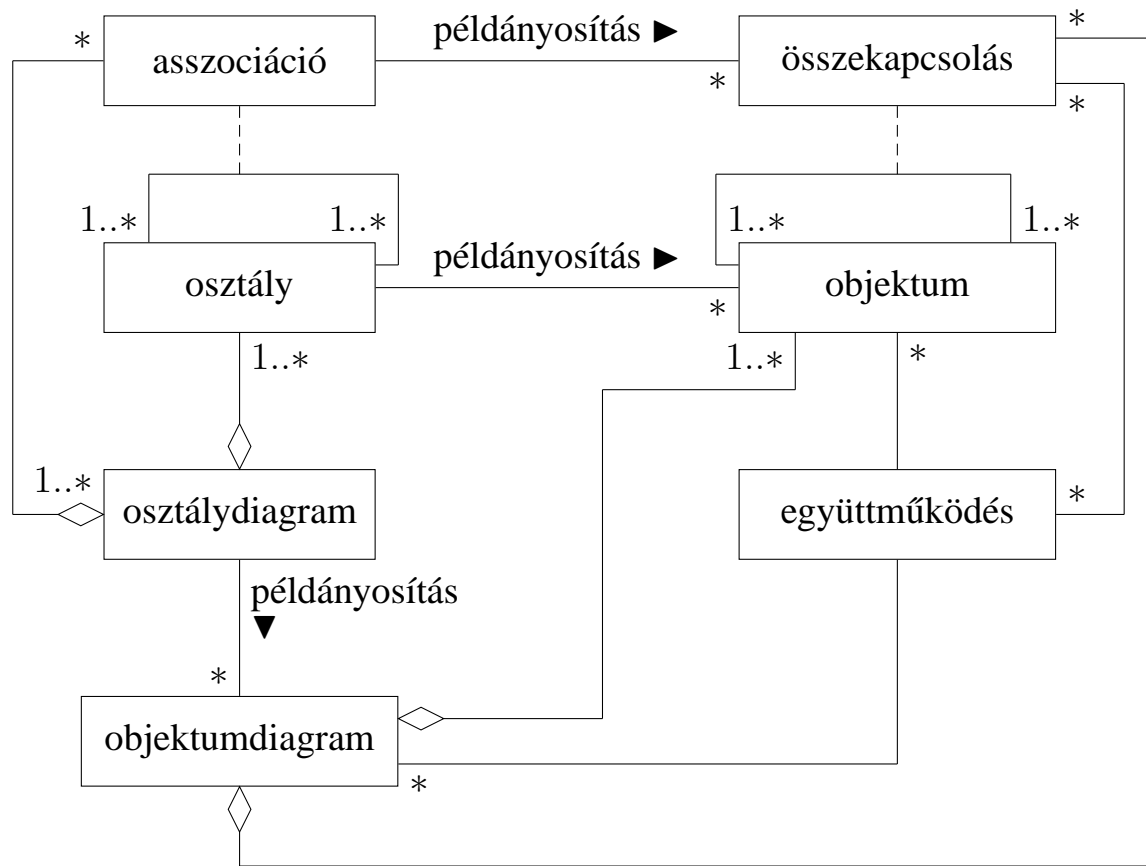 * példányosítás ► *
asszociáció összekapcsolás
* *
1..* 1..* 1..* 1..*
példányosítás ►
osztály objektum
*
1..* 1..* *
1..* *
osztálydiagram együttműködés
példányosítás
▼
*
objektumdiagram
*